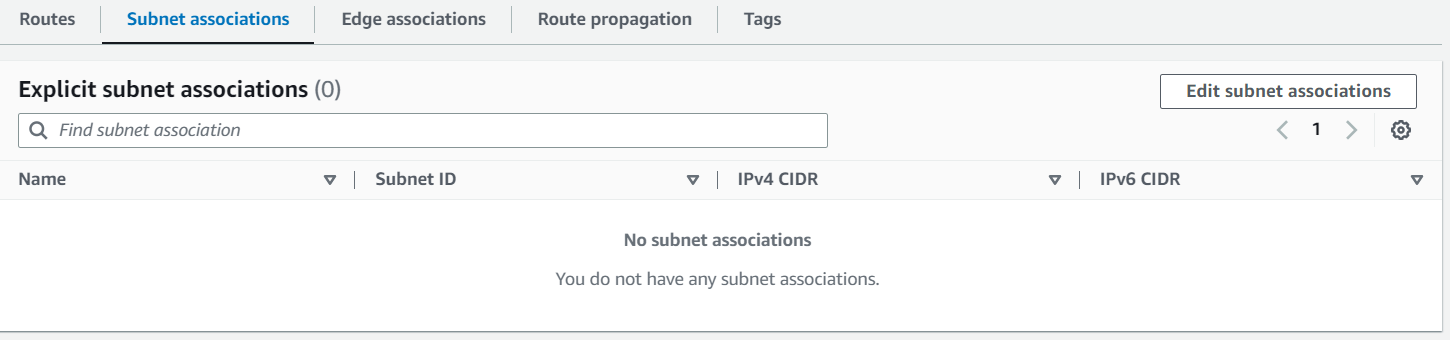 Routes Subnet associations Edge associations Route propagation Tags
Explicit subnet associations (0)
Edit subnet associations
Find subnet association
1
Name Subnet ID IPv4 CIDR IPv6 CIDR
No subnet associations
You do not have any subnet associations.